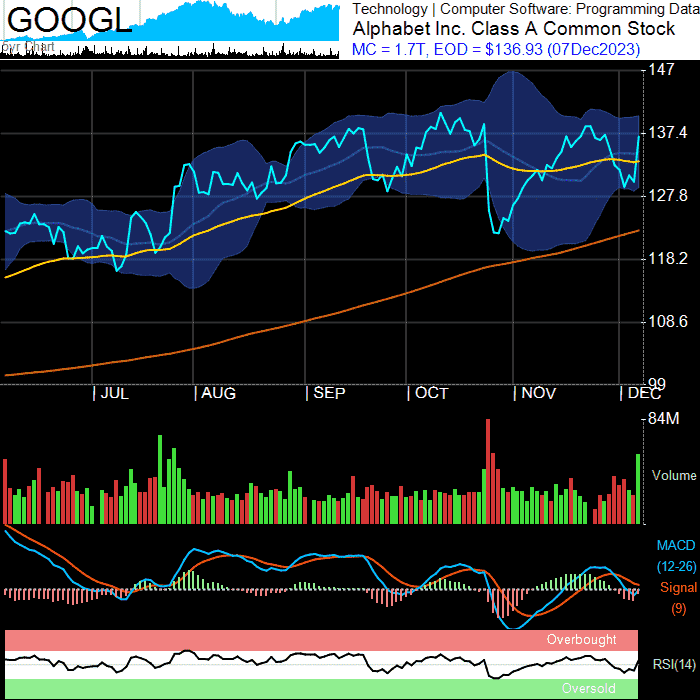 GOOGL
Technology | Computer Software: Programming Data
Alphabet Inc. Class A Common Stock
MC = 1.7T, EOD = $136.93 (07Dec2023)
Chart
147
137.4
127.8
118.2
108.6
99
| JUL | AUG | SEP | OCT | NOV | DEC
84M
Volume
MACD
(12-26)
Signal
(9)
Overbought
RSI(14)
Oversold